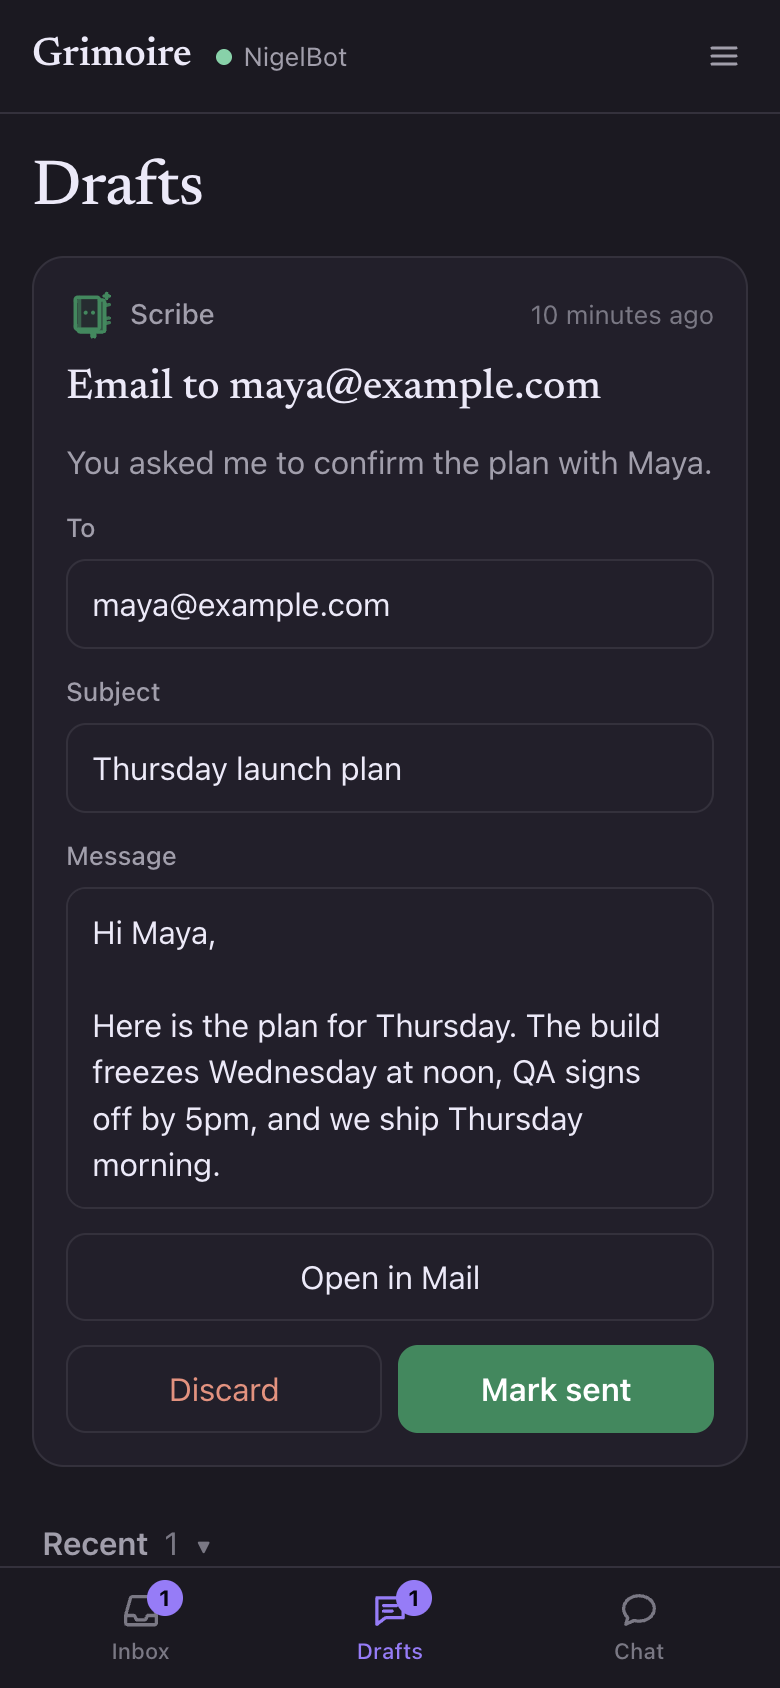 Grimoire NigelBot
Drafts
Scribe 10 minutes ago
Email to maya@example.com
You asked me to confirm the plan with Maya.
To
maya@example.com
Subject
Thursday launch plan
Message
Hi Maya,
Here is the plan for Thursday. The build
freezes Wednesday at noon, QA signs
off by 5pm, and we ship Thursday
morning.
Open in Mail
Discard Mark sent
Recent 1 ▾
1 1
Inbox Drafts Chat